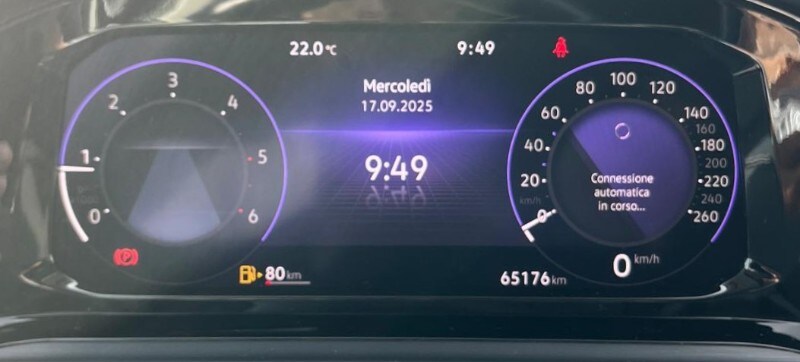 22.0°C
9:49
Mercoledì
17.09.2025
9:49
0
1
2
3
4
5
6
km/h
0
20
40
60
80
100
120
140
160
180
200
220
240
260
Connessione
automatica
in corso...
P
80 km
65176 km
0 km/h